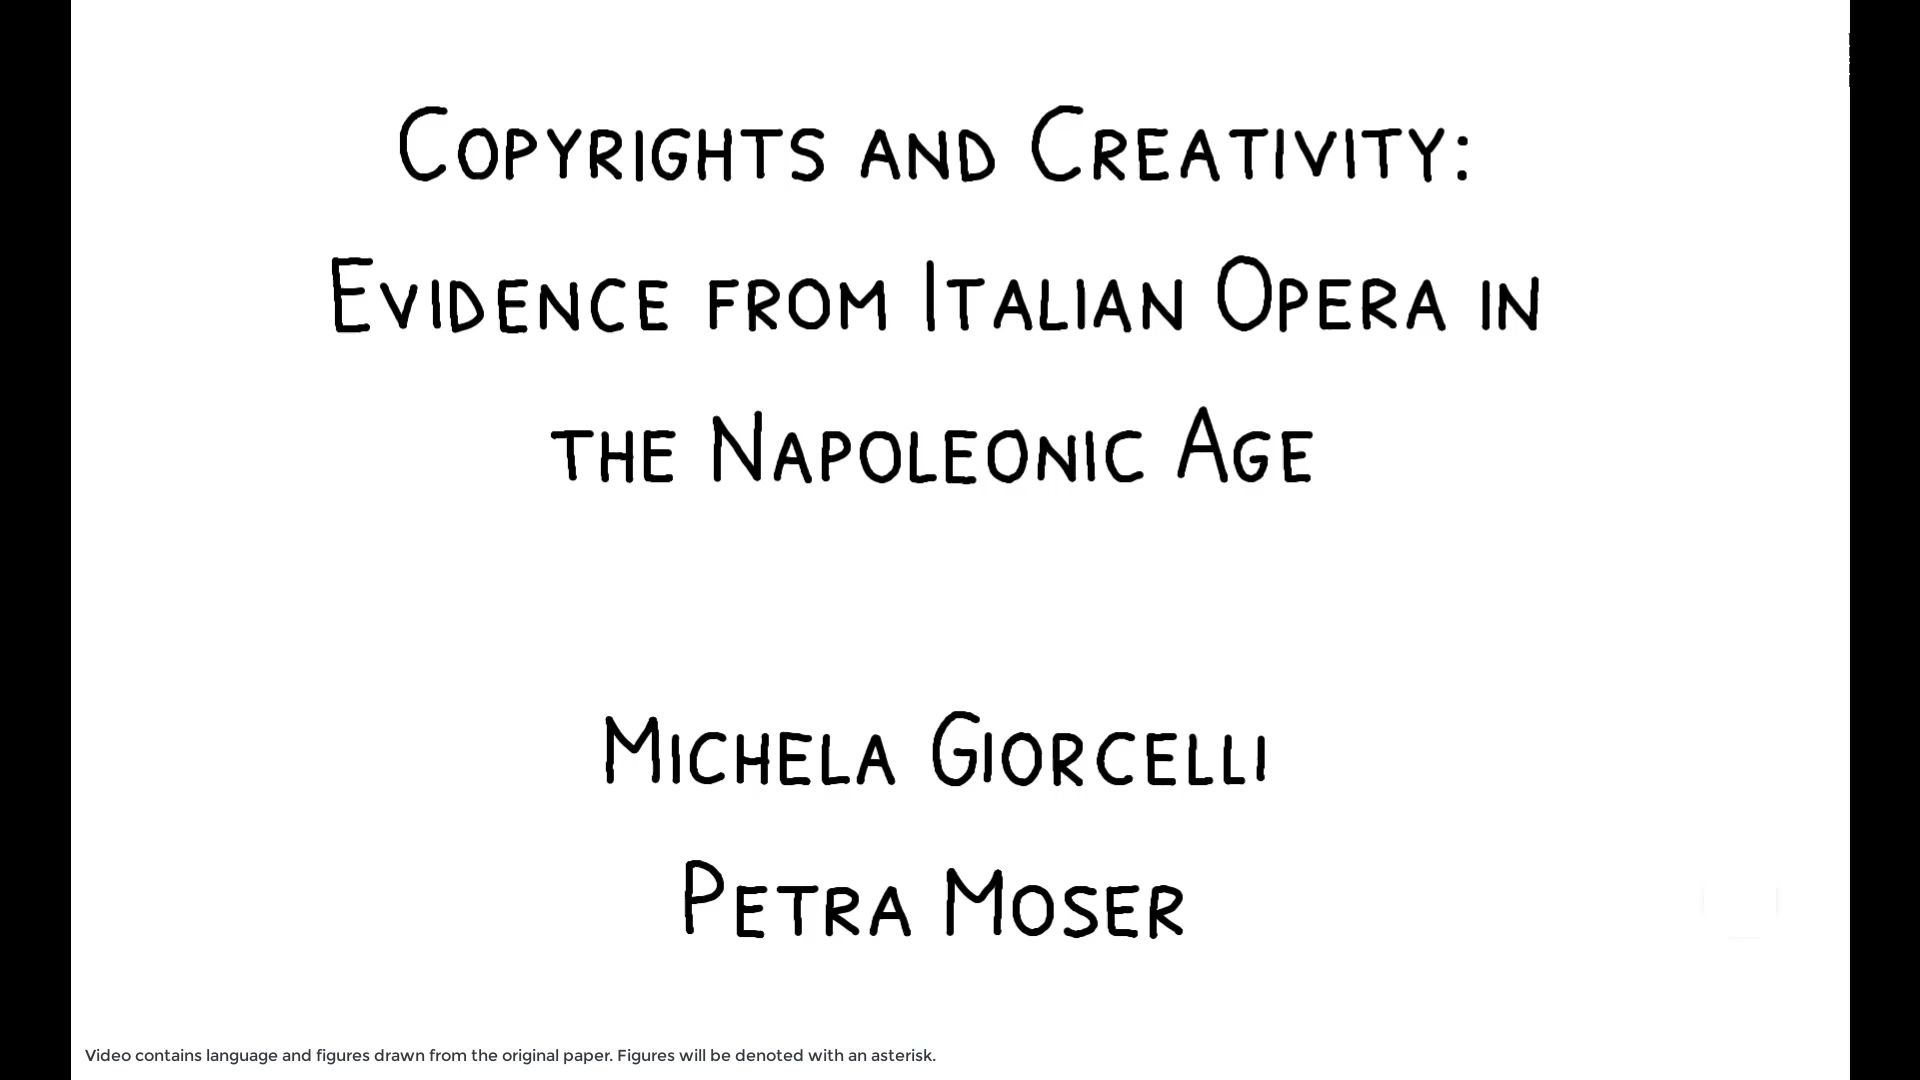 Copyrights and Creativity:
Evidence from Italian Opera in
the Napoleonic Age
Michela Giorcelli
Petra Moser
Video contains language and figures drawn from the original paper. Figures will be denoted with an asterisk.